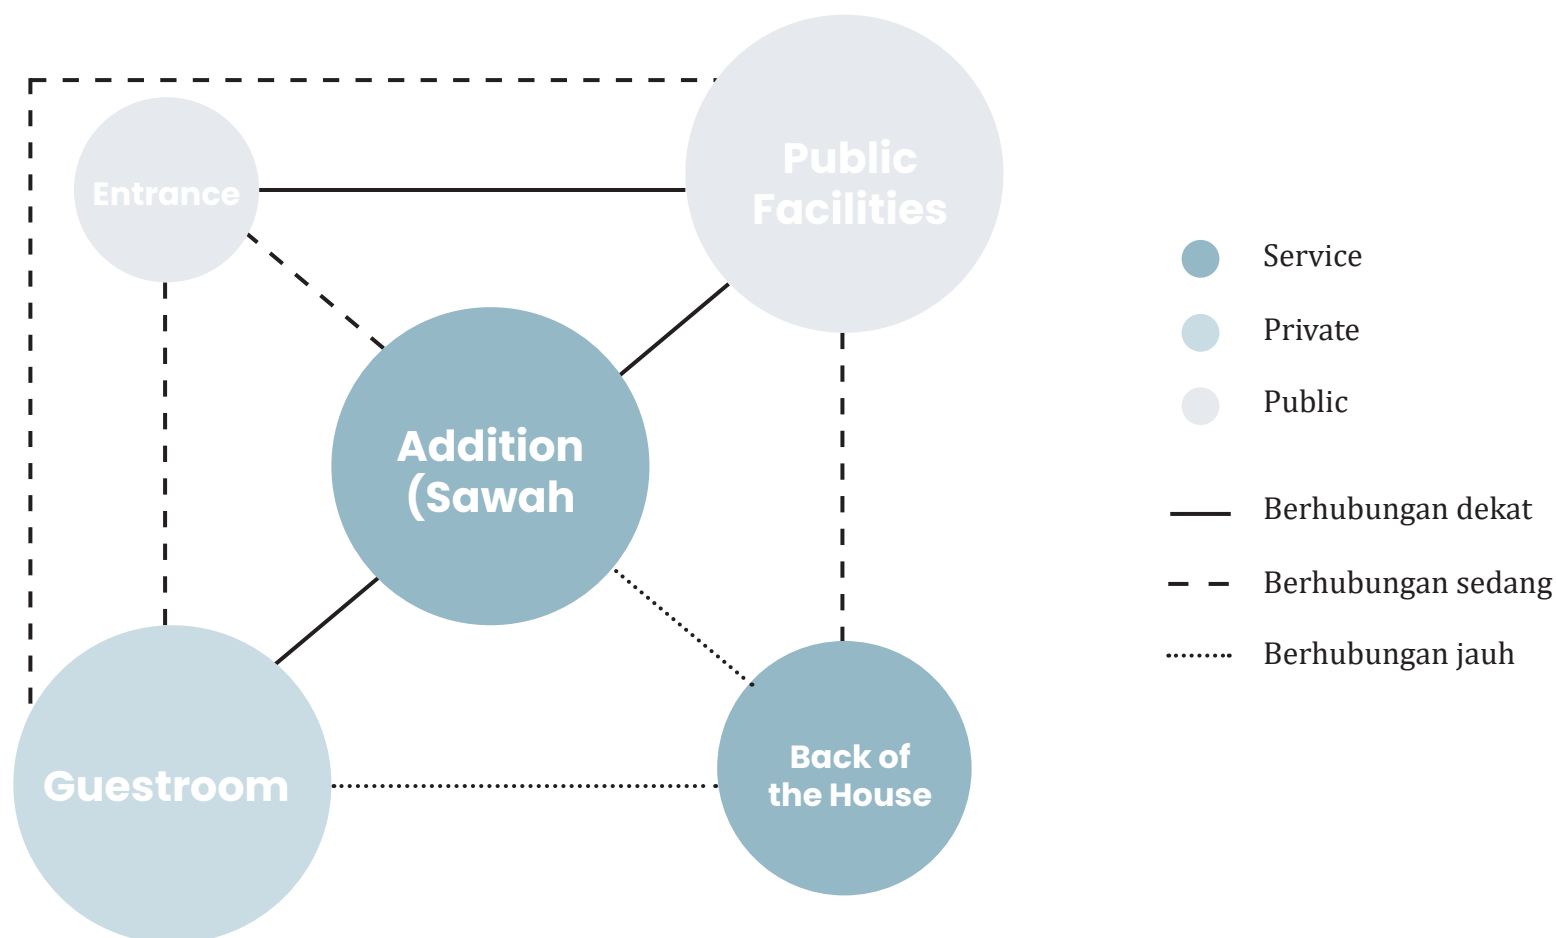 Public
Facilities
Entrance
Addition
(Sawah
Guestroom
Back of
the House
Service
Private
Public
Berhubungan dekat
Berhubungan sedang
Berhubungan jauh